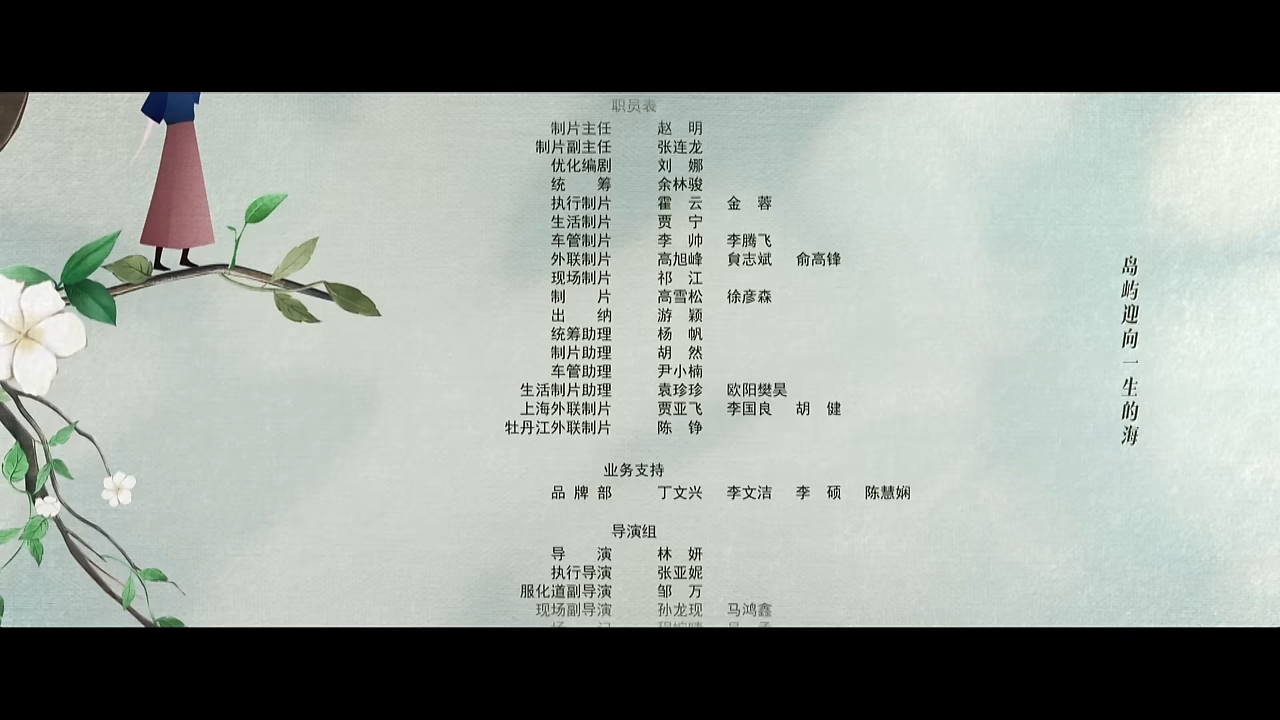 职员表
制片主任 赵 明
制片副主任 张连龙
优化编剧 刘 娜
统 筹 余林骏
执行制片 霍 云 金 蓉
生活制片 贾 宁
车管制片 李 帅 李腾飞
外联制片 高旭峰 貟志斌 俞高锋
现场制片 祁 江
制 片 高雪松 徐彦森
出 纳 游 颖
统筹助理 杨 帆
制片助理 胡 然
车管助理 尹小楠
生活制片助理 袁珍珍 欧阳樊昊
上海外联制片 贾亚飞 李国良 胡 健
牡丹江外联制片 陈 铮
业务支持
品 牌 部 丁文兴 李文洁 李 硕 陈慧娴
导演组
导 演 林 妍
执行导演 张亚妮
服化道副导演 邹 万
现场副导演 孙龙现 马鸿鑫
岛屿迎向一生的海